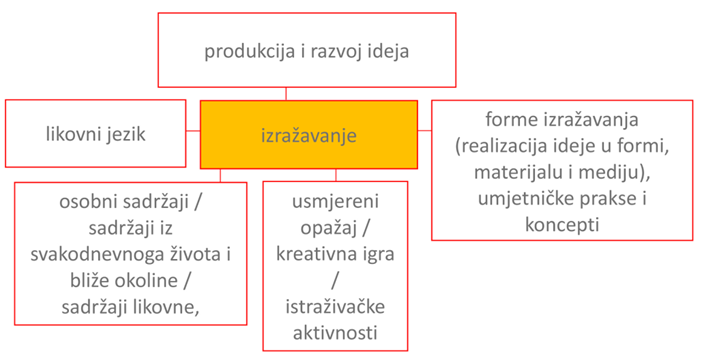 produkcija i razvoj ideja
likovni jezik
izražavanje
forme izražavanja
(realizacija ideje u formi,
materijalu i mediju),
umjetničke prakse i
koncepti
osobni sadržaji /
sadržaji iz
svakodnevnoga života i
bliže okoline /
sadržaji likovne,
usmjereni
opažaj /
kreativna igra
/
istraživačke
aktivnosti